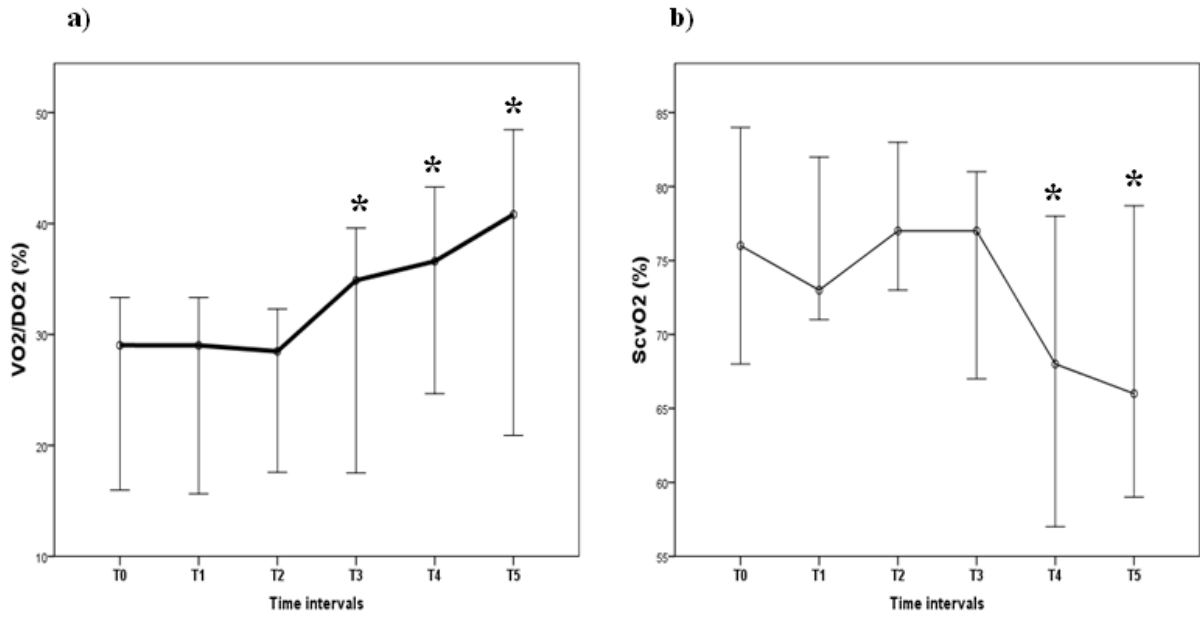 a)
VO2/DO2 (%)
50
40
30
20
10
*
*
*
T0 T1 T2 T3 T4 T5
Time intervals
b)
ScvO2 (%)
85
80
75
70
65
60
55
*
*
T0 T1 T2 T3 T4 T5
Time intervals